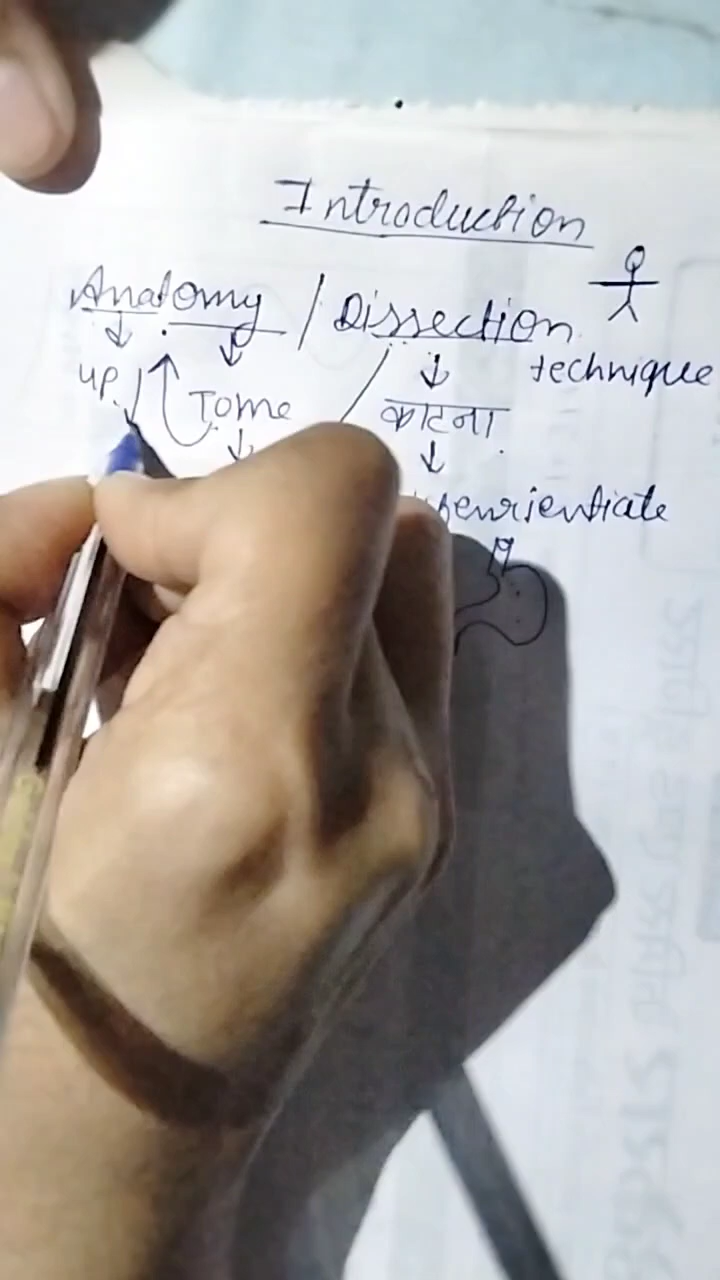 Introduction
Anatomy / Dissection
technique
up Tome काटना